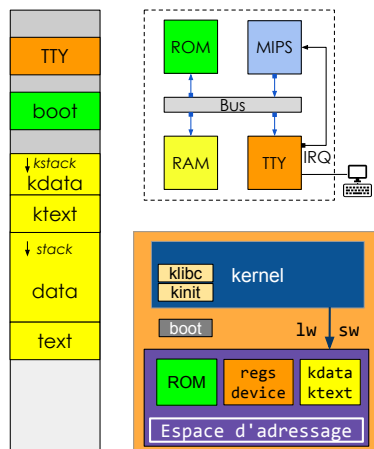 TTY
boot
kstack
kdata
ktext
stack
data
text
ROM
MIPS
Bus
RAM
TTY
IRQ
klibc
kinit
kernel
boot
lw
sw
ROM
regs
device
kdata
ktext
Espace d'adressage